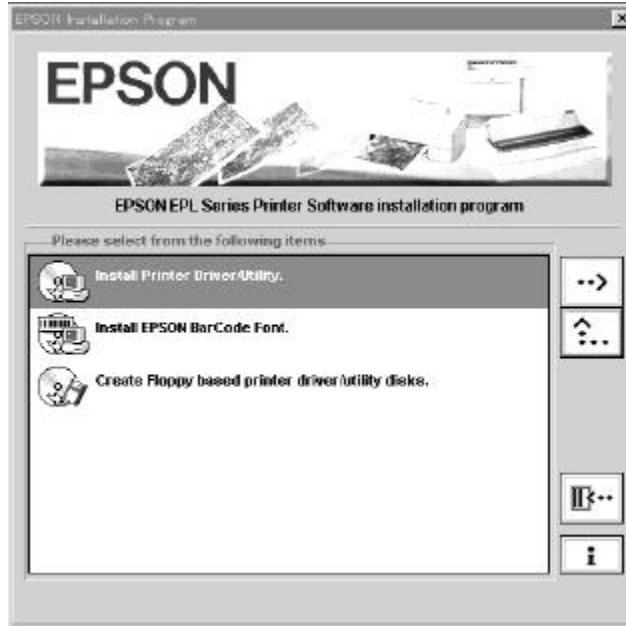 EPSON Installation Program
EPSON
EPSON EPL Series Printer Software installation program
Please select from the following items
Install Printer Driver/Utility.
Install EPSON BarCode Font.
Create Floppy based printer driver/utility disks.